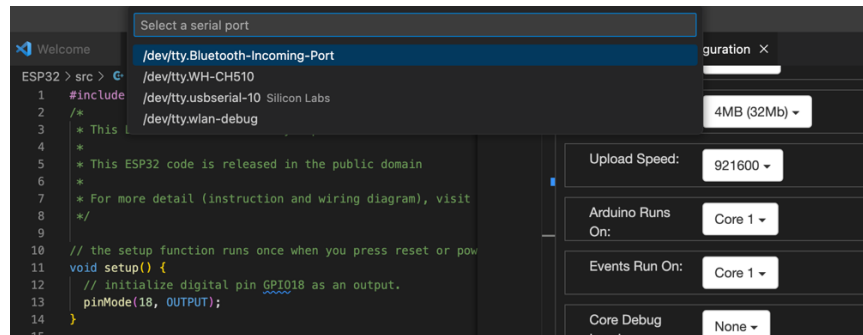 Select a serial port
/dev/tty.Bluetooth-Incoming-Port
/dev/tty.WH-CH510
/dev/tty.usbserial-10 Silicon Labs
/dev/tty.wlan-debug
Welcome
ESP32 > src >
1 #include
2 /*
3 * This
4 *
5 * This ESP32 code is released in the public domain
6 *
7 * For more detail (instruction and wiring diagram), visit
8 */
9
10 // the setup function runs once when you press reset or pow
11 void setup() {
12 // initialize digital pin GPIO18 as an output.
13 pinMode(18, OUTPUT);
14 }
guration ×
4MB (32Mb)
Upload Speed: 921600
Arduino Runs On: Core 1
Events Run On: Core 1
Core Debug None